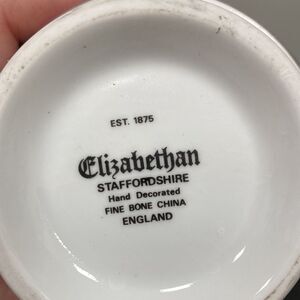 EST. 1875
Elizabethan
STAFFORDSHIRE
Hand Decorated
FINE BONE CHINA
ENGLAND